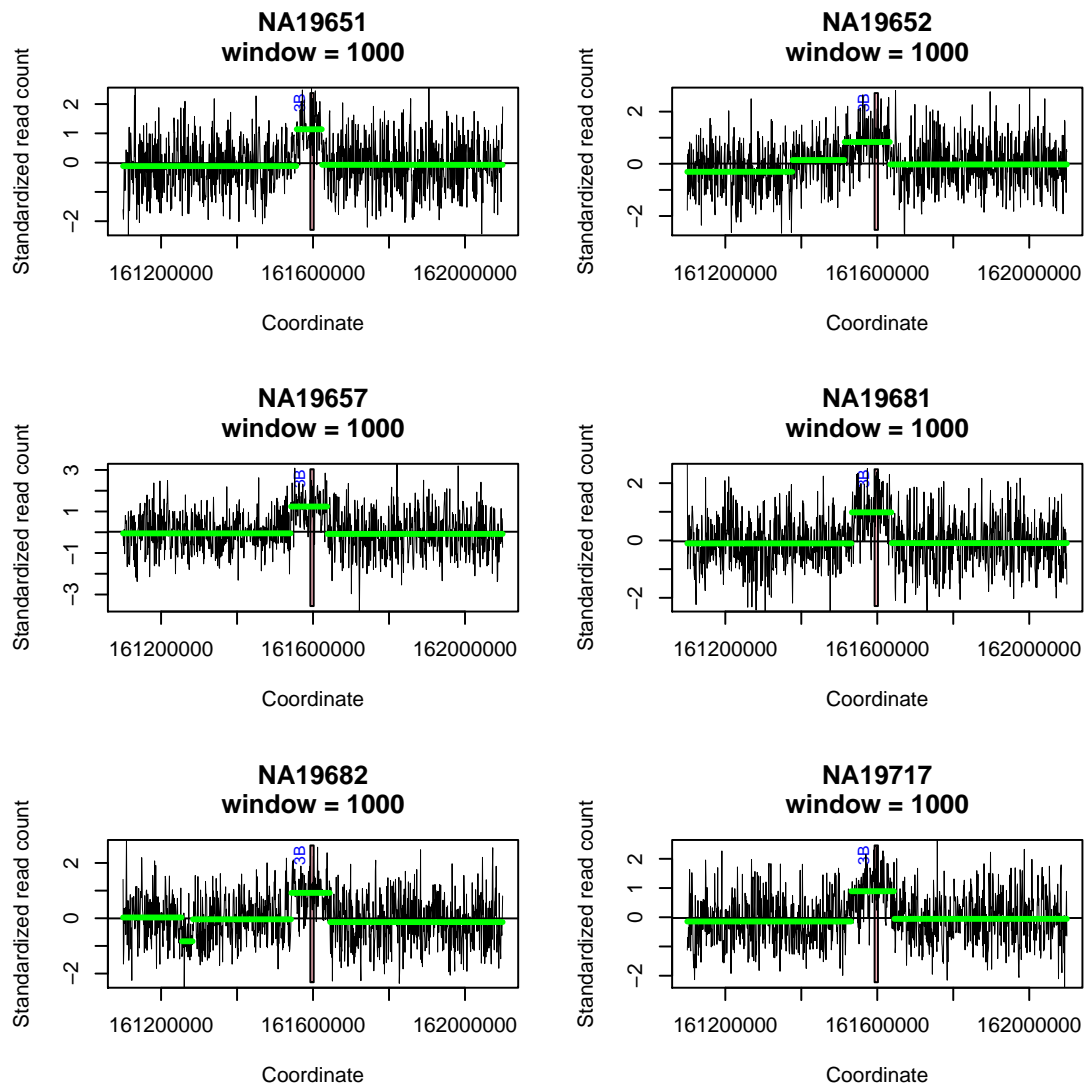 NA19651
window = 1000
Standardized read count
2
1
0
−2
3B
161200000 161600000 162000000
Coordinate
NA19652
window = 1000
Standardized read count
2
0
−2
3B
161200000 161600000 162000000
Coordinate
NA19657
window = 1000
Standardized read count
3
1
−1
−3
3B
161200000 161600000 162000000
Coordinate
NA19681
window = 1000
Standardized read count
2
0
−2
3B
161200000 161600000 162000000
Coordinate
NA19682
window = 1000
Standardized read count
2
0
−2
3B
161200000 161600000 162000000
Coordinate
NA19717
window = 1000
Standardized read count
2
1
0
−2
3B
161200000 161600000 162000000
Coordinate